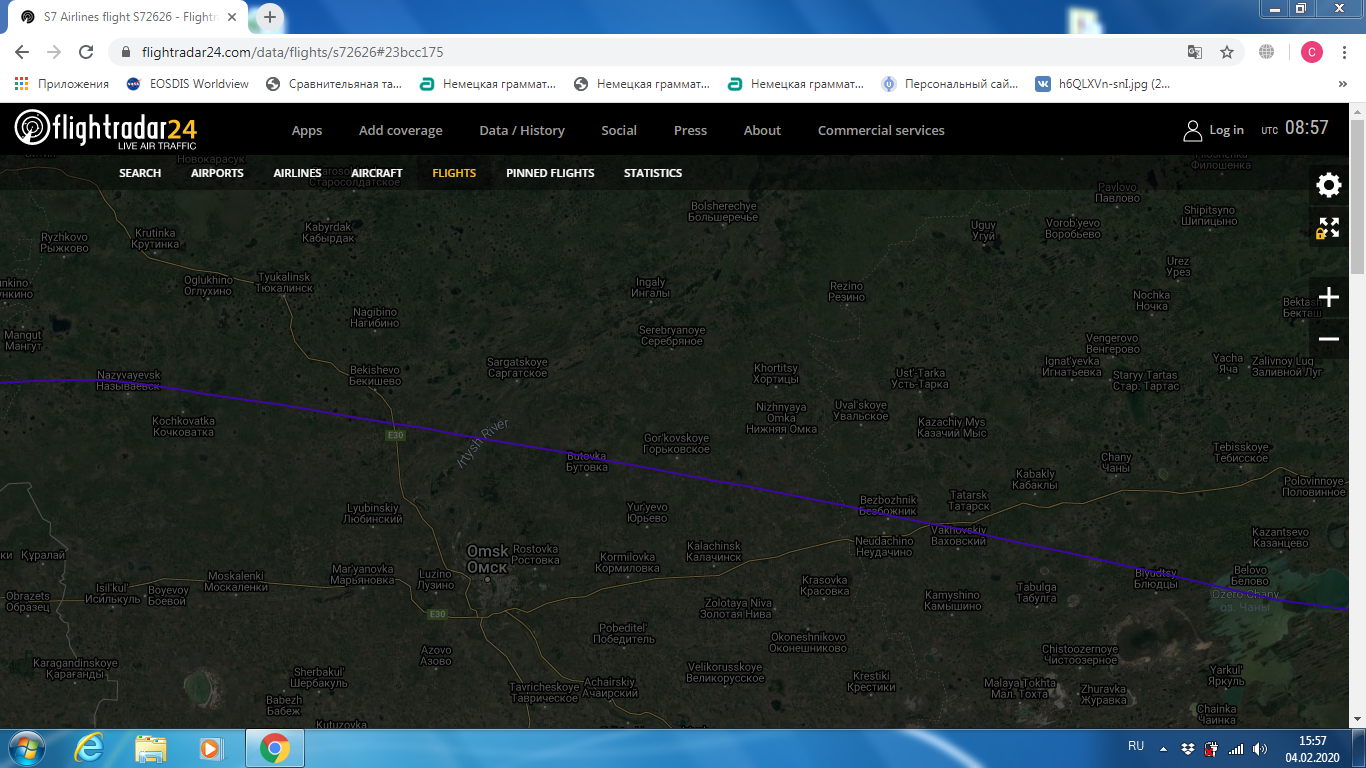 S7 Airlines flight S72626 - Flightr
flightradar24.com/data/flights/s72626#23bcc175
C
Приложения
EOSDIS Worldview
Сравнительная таб...
Немецкая граммат...
Немецкая граммат...
Немецкая граммат...
Персональный сай...
h6QLXVn-snI.jpg (2...
»
flightradar24
LIVE AIR TRAFFIC
Apps
Add coverage
Data / History
Social
Press
About
Commercial services
Log in
UTC 08:57
SEARCH
AIRPORTS
AIRLINES
AIRCRAFT
FLIGHTS
PINNED FLIGHTS
STATISTICS
Новокарасук
Старосолдатское
Филошенка
Pavlovo
Павлово
Bolsherechye
Большеречье
Shipitsyno
Шипицыно
Kabyrdak
Кабырдак
Uguy
Угуй
Vorob'yevo
Воробьево
Ryzhkovo
Рыжково
Krutinka
Крутинка
Urez
Урез
Oglukhino
Оглухино
Tyukalinsk
Тюкалинск
Ingaly
Ингалы
Rezino
Резино
Nochka
Ночка
Nagibino
Нагибино
Serebryanoye
Серебряное
Mangut
Мангут
Vengerovo
Венгерово
Sargatskoye
Саргатское
Khortitsy
Хортицы
Ust'-Tarka
Усть-Тарка
Ignat'yevka
Игнатьевка
Staryy Tartas
Стар. Тартас
Yacha
Яча
Zalivnoy Lug
Заливной Луг
Nazyvayevsk
Называевск
Bekishevo
Бекишево
Kochkovatka
Кочковатка
Nizhnyaya
Omka
Нижняя Омка
Uval'skoye
Увальское
Kazachiy Mys
Казачий Мыс
E30
Irtysh River
Gor'kovskoye
Горьковское
Butovka
Бутовка
Tebisskoye
Тебисское
Chany
Чаны
Kabakly
Кабаклы
Polovinnoye
Половинное
Bezbozhnik
Безбожник
Tatarsk
Татарск
Lyubinskiy
Любинский
Yur'yevo
Юрьево
Vakhovskiy
Ваховский
Kazantsevo
Казанцево
Neudachino
Неудачино
Omsk
Омск
Rostovka
Ростовка
Kormilovka
Кормиловка
Kalachinsk
Калачинск
Құралай
Isil'kul'
Исилькуль
Boyevoy
Боевой
Moskalenki
Москаленки
Mar'yanovka
Марьяновка
Luzino
Лузино
Krasovka
Красовка
Biyudtsy
Блюдцы
Belovo
Белово
Obrazets
Образец
Tabulga
Табулга
Kamyshino
Камышино
Ozero Chany
оз. Чаны
E30
Zolotaya Niva
Золотая Нива
Pobeditel'
Победитель
Okoneshnikovo
Оконешниково
Azovo
Азово
Chistoozernoye
Чистоозерное
Karagandinskoye
Қарағанды
Sherbakul'
Шербакуль
Velikorusskoye
Великорусское
Yarkul'
Яркуль
Achairskiy
Ачаирский
Krestiki
Крестики
Tavricheskoye
Таврическое
Malaya Tokhta
Мал. Тохта
Zhuravka
Журавка
Babezh
Бабеж
Chainka
Чаинка
Kutuzovka
RU
15:57
04.02.2020